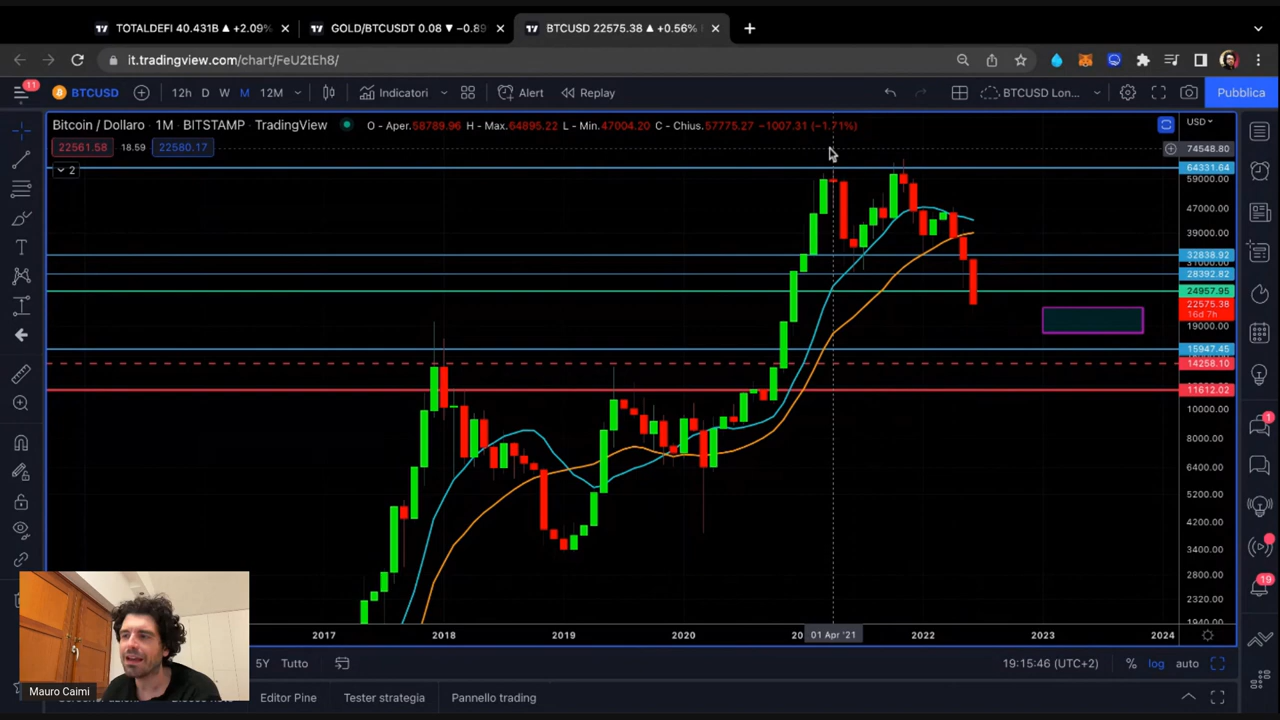 TOTALDEFI 40.431B ▲ +2.09%
GOLD/BTCUSDT 0.08 ▼ −0.89
BTCUSD 22575.38 ▲ +0.56%
it.tradingview.com/chart/FeU2tEh8/
11
BTCUSD
12h D W M 12M
Indicatori
Alert
Replay
BTCUSD Lon...
Pubblica
Bitcoin / Dollaro · 1M · BITSTAMP · TradingView
O - Aper.58789.96 H - Max.64895.22 L - Min.47004.20 C - Chius.57775.27 −1007.31 (−1.71%)
USD
22561.58 18.59 22580.17
2
74548.80
64331.64
59000.00
47000.00
39000.00
32838.92
28392.82
24957.95
22575.38
16d 7h
19000.00
15947.45
14258.10
11612.02
10000.00
8000.00
6400.00
5200.00
4200.00
3400.00
2800.00
2320.00
1940.00
1
19
2017 2018 2019 2020 01 Apr '21 2022 2023 2024
5Y Tutto
19:15:46 (UTC+2)
% log auto
Mauro Caimi
Editor Pine
Tester strategia
Pannello trading